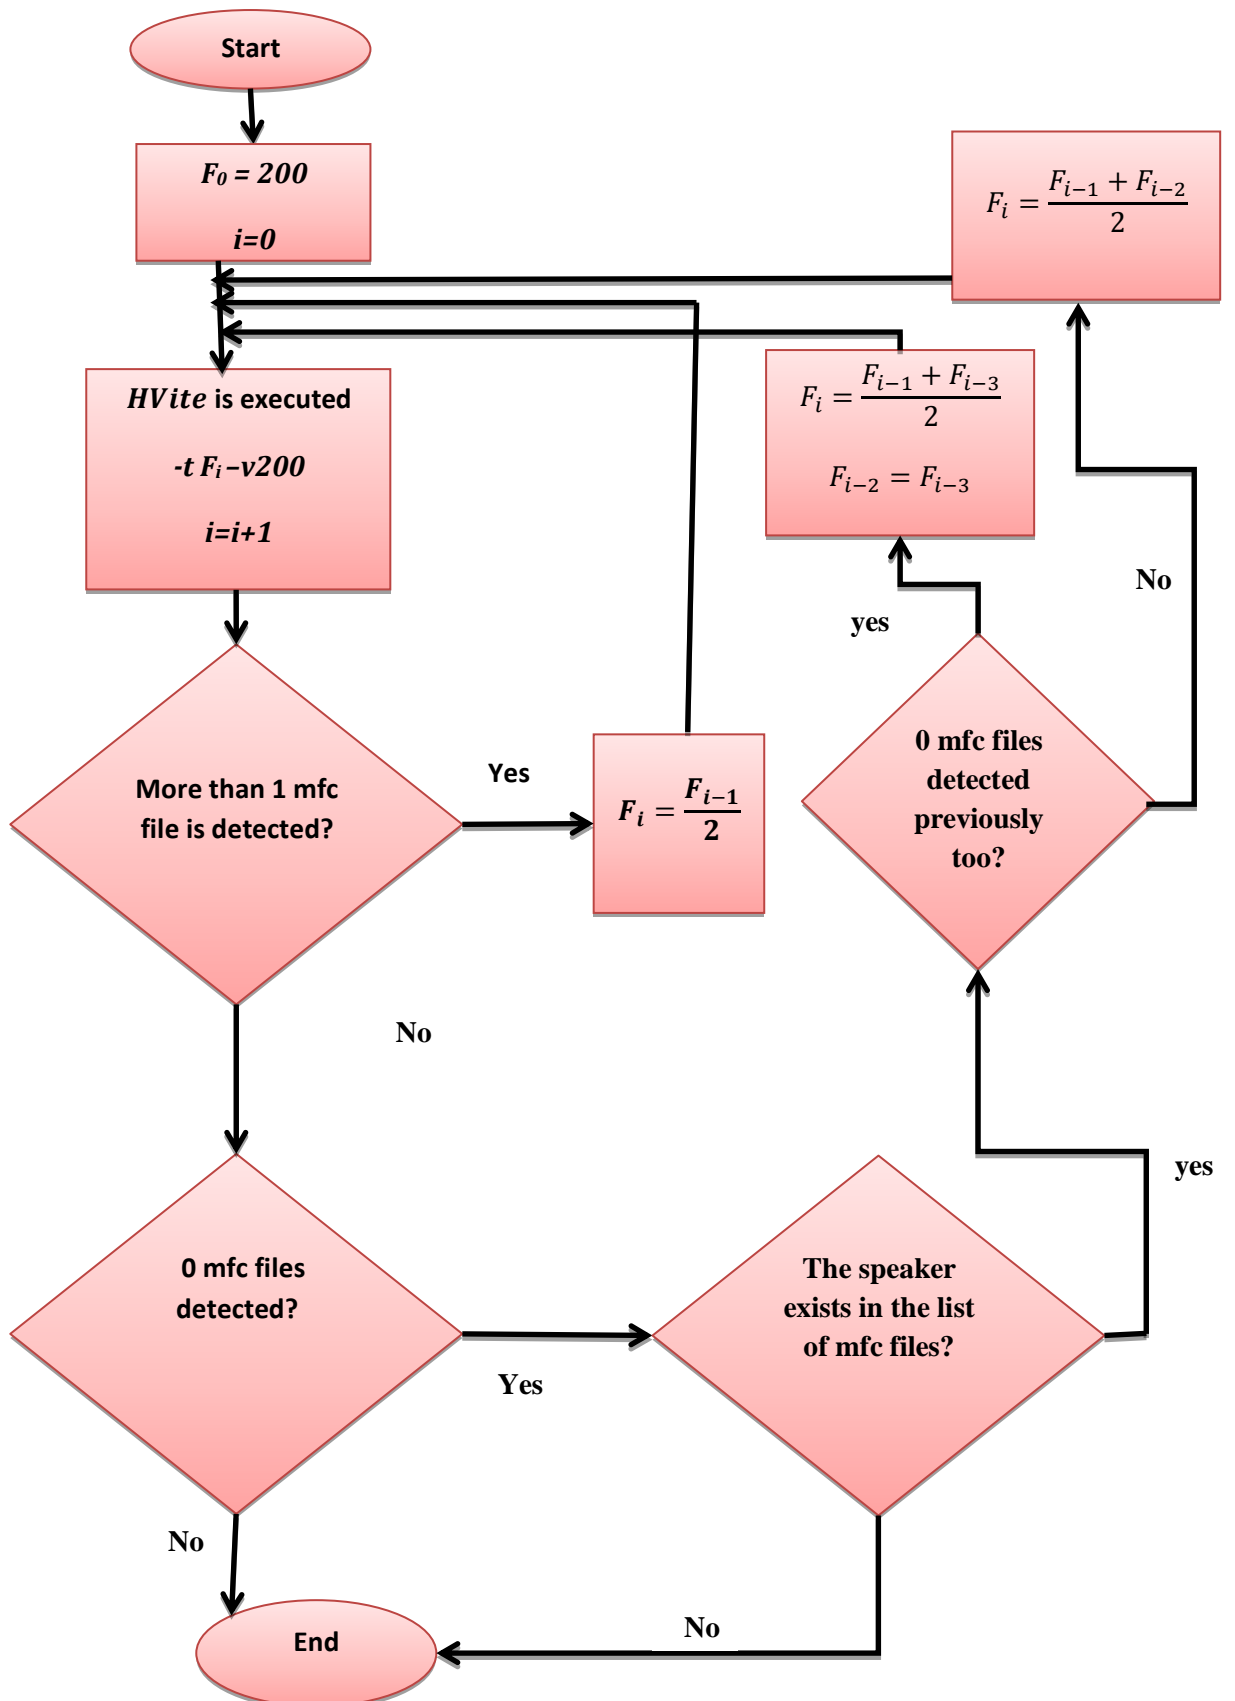 Start
F₀ = 200
i=0
Fᵢ = (Fᵢ₋₁ + Fᵢ₋₂)/2
HVite is executed
-t Fᵢ –v200
i=i+1
Fᵢ = (Fᵢ₋₁ + Fᵢ₋₃)/2
Fᵢ₋₂ = Fᵢ₋₃
No
yes
More than 1 mfc
file is detected?
Yes
Fᵢ = Fᵢ₋₁/2
0 mfc files
detected
previously
too?
No
yes
0 mfc files
detected?
Yes
The speaker
exists in the list
of mfc files?
No
No
End